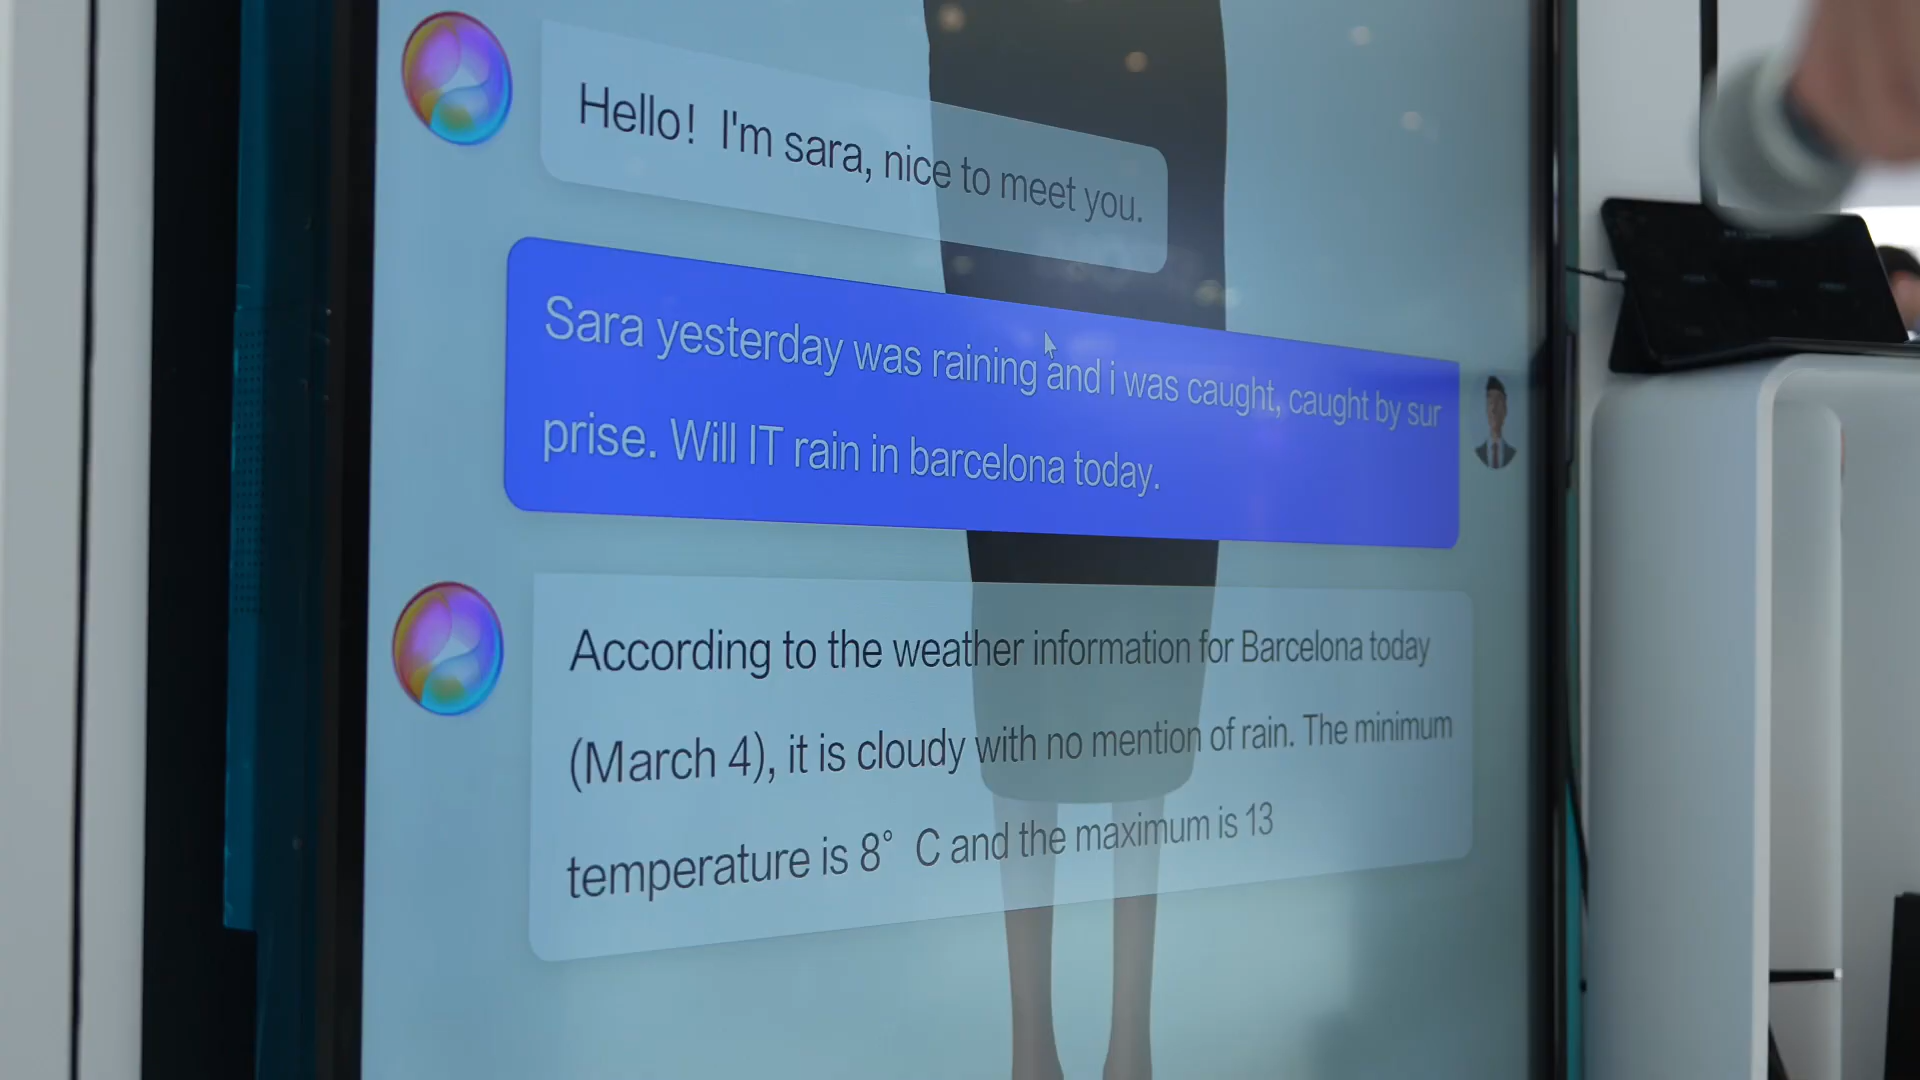 Hello! I'm sara, nice to meet you.
Sara yesterday was raining and i was caught, caught by sur
prise. Will IT rain in barcelona today.
According to the weather information for Barcelona today
(March 4), it is cloudy with no mention of rain. The minimum
temperature is 8° C and the maximum is 13